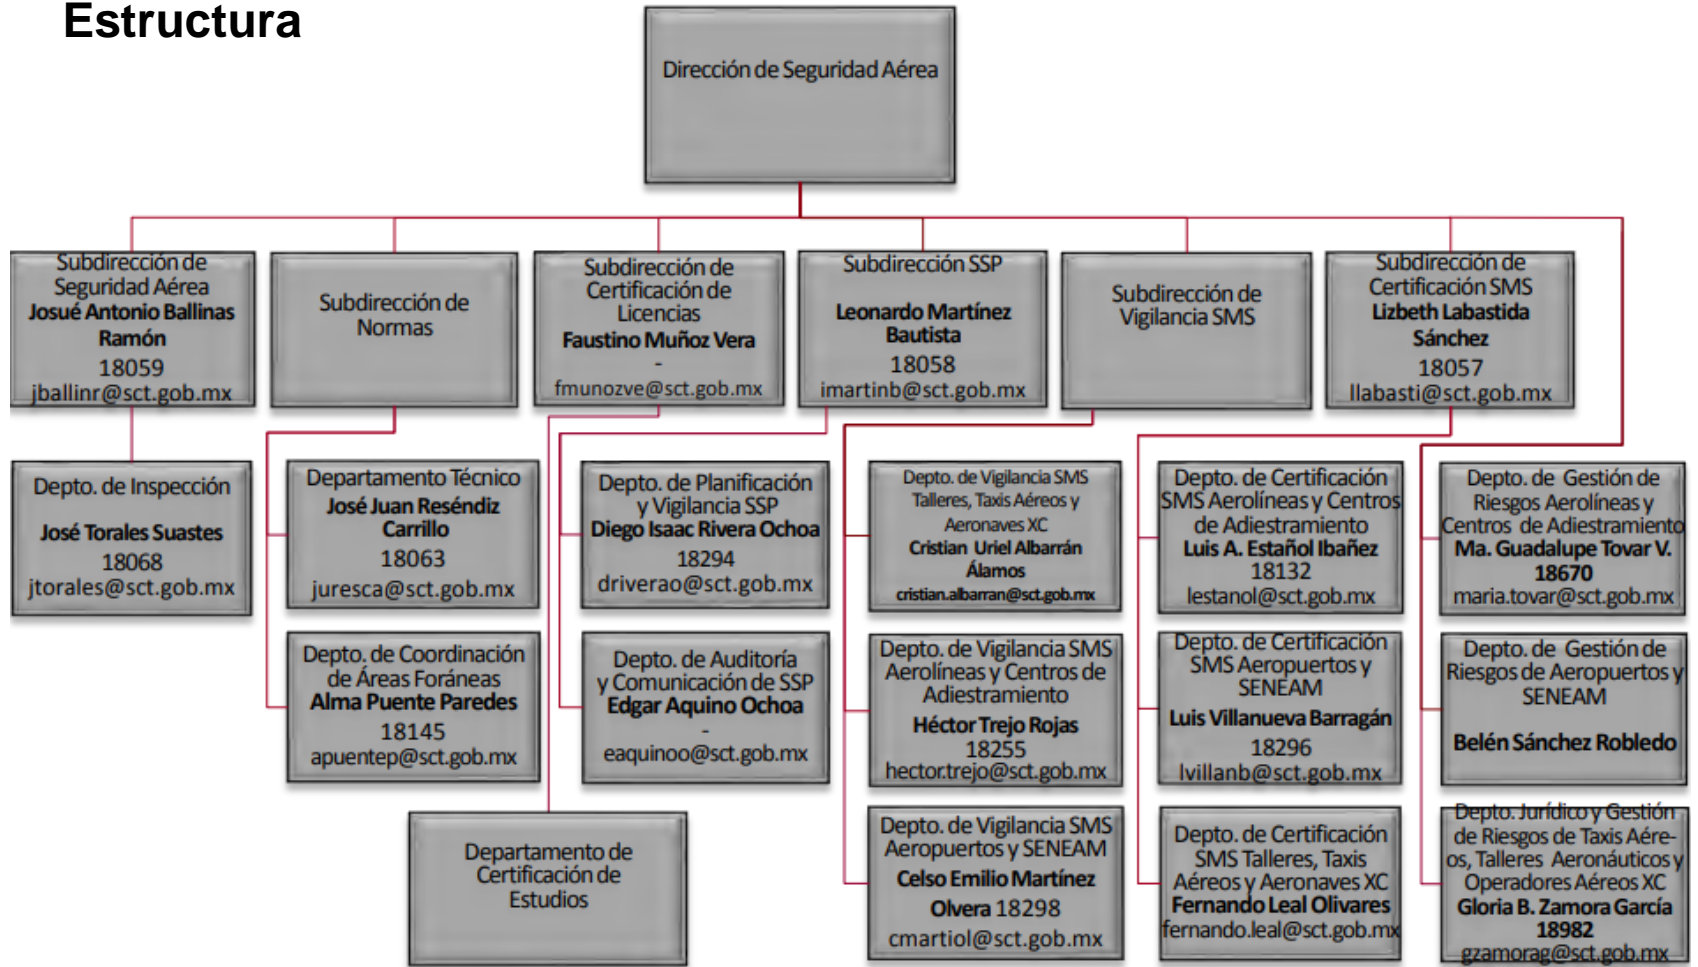 Estructura
Dirección de Seguridad Aérea
Subdirección de
Seguridad Aérea
Josué Antonio Ballinas
Ramón
18059
jballinr@sct.gob.mx
Subdirección de
Normas
Subdirección de
Certificación de
Licencias
Faustino Muñoz Vera
-
fmunozve@sct.gob.mx
Subdirección SSP
Leonardo Martínez
Bautista
18058
imartinb@sct.gob.mx
Subdirección de
Vigilancia SMS
Subdirección de
Certificación SMS
Lizbeth Labastida
Sánchez
18057
llabasti@sct.gob.mx
Depto. de Inspección
José Torales Suastes
18068
jtorales@sct.gob.mx
Departamento Técnico
José Juan Reséndiz
Carrillo
18063
juresca@sct.gob.mx
Depto. de Planificación
y Vigilancia SSP
Diego Isaac Rivera Ochoa
18294
driverao@sct.gob.mx
Depto. de Vigilancia SMS
Talleres, Taxis Aéreos y
Aeronaves XC
Cristian Uriel Albarrán
Álamos
cristian.albarran@sct.gob.mx
Depto. de Certificación
SMS Aerolíneas y Centros
de Adiestramiento
Luis A. Estañol Ibañez
18132
lestanol@sct.gob.mx
Depto. de Gestión de
Riesgos Aerolíneas y
Centros de Adiestramiento
Ma. Guadalupe Tovar V.
18670
maria.tovar@sct.gob.mx
Depto. de Coordinación
de Áreas Foráneas
Alma Puente Paredes
18145
apuentep@sct.gob.mx
Depto. de Auditoría
y Comunicación de SSP
Edgar Aquino Ochoa
-
eaquinoo@sct.gob.mx
Depto. de Vigilancia SMS
Aerolíneas y Centros de
Adiestramiento
Héctor Trejo Rojas
18255
hector.trejo@sct.gob.mx
Depto. de Certificación
SMS Aeropuertos y
SENEAM
Luis Villanueva Barragán
18296
lvillanb@sct.gob.mx
Depto. de Gestión de
Riesgos de Aeropuertos y
SENEAM
Belén Sánchez Robledo
Departamento de
Certificación de
Estudios
Depto. de Vigilancia SMS
Aeropuertos y SENEAM
Celso Emilio Martínez
Olvera 18298
cmartiol@sct.gob.mx
Depto. de Certificación
SMS Talleres, Taxis
Aéreos y Aeronaves XC
Fernando Leal Olivares
fernando.leal@sct.gob.mx
Depto. Jurídico y Gestión
de Riesgos de Taxis Aére-
os, Talleres Aeronáuticos y
Operadores Aéreos XC
Gloria B. Zamora García
18982
gzamorag@sct.gob.mx